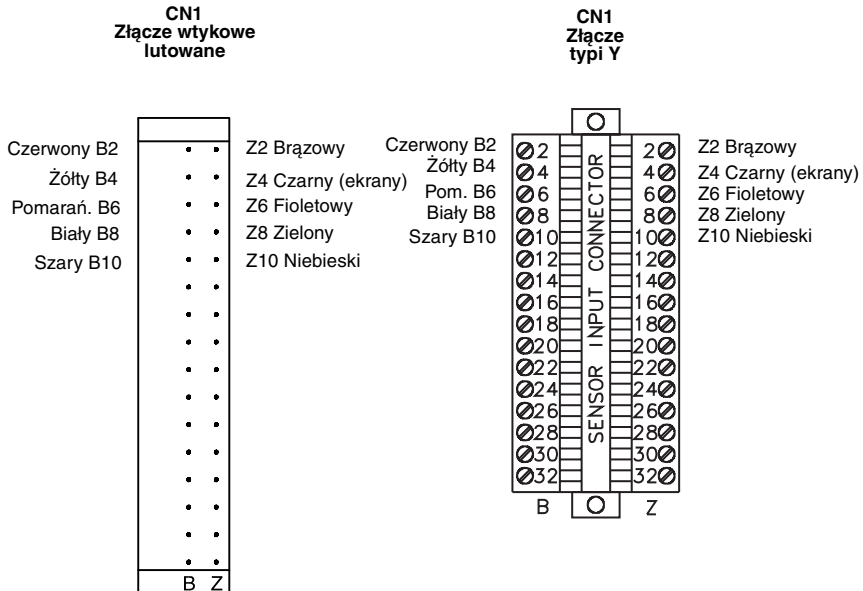 CN1
Złącze wtykowe
lutowane
Czerwony B2
Żółty B4
Pomarań. B6
Biały B8
Szary B10
Z2 Brązowy
Z4 Czarny (ekrany)
Z6 Fioletowy
Z8 Zielony
Z10 Niebieski
B Z
CN1
Złącze
typi Y
Czerwony B2
Żółty B4
Pom. B6
Biały B8
Szary B10
2 2
4 4
6 6
8 8
10 10
12 12
14 14
16 16
18 18
20 20
22 22
24 24
26 26
28 28
30 30
32 32
SENSOR INPUT CONNECTOR
B Z
Z2 Brązowy
Z4 Czarny (ekrany)
Z6 Fioletowy
Z8 Zielony
Z10 Niebieski